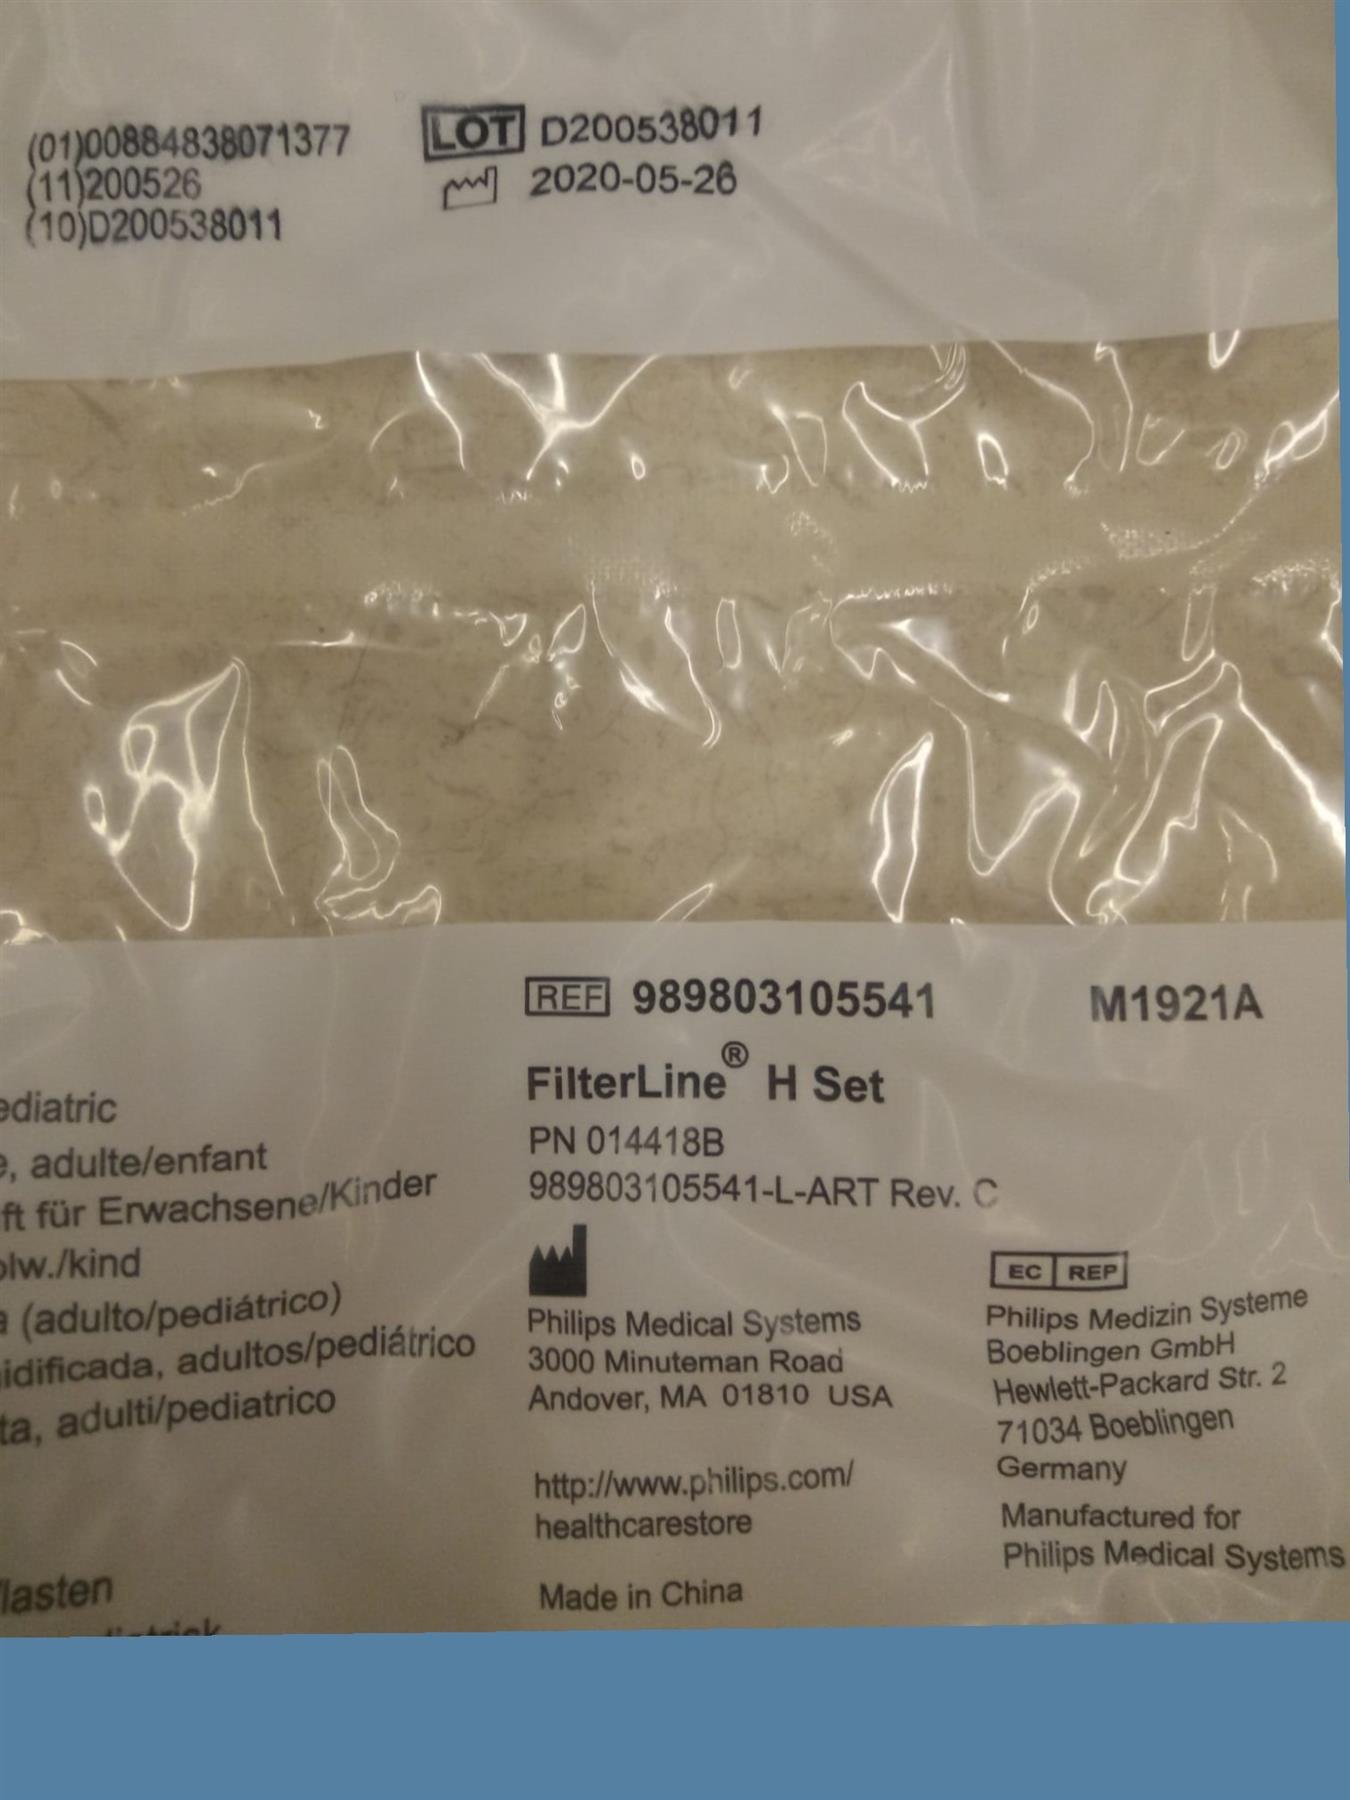 (01)00884838071377
(11)200526
(10)D200538011
LOT D200538011
2020-05-26
ediatric
e, adulte/enfant
ft für Erwachsene/Kinder
olw./kind
a (adulto/pediátrico)
idificada, adultos/pediátrico
ta, adulti/pediatrico
lasten
REF 989803105541 M1921A
FilterLine® H Set
PN 014418B
989803105541-L-ART Rev. C
Philips Medical Systems
3000 Minuteman Road
Andover, MA 01810 USA
http://www.philips.com/
healthcarestore
Made in China
EC REP
Philips Medizin Systeme
Boeblingen GmbH
Hewlett-Packard Str. 2
71034 Boeblingen
Germany
Manufactured for
Philips Medical Systems